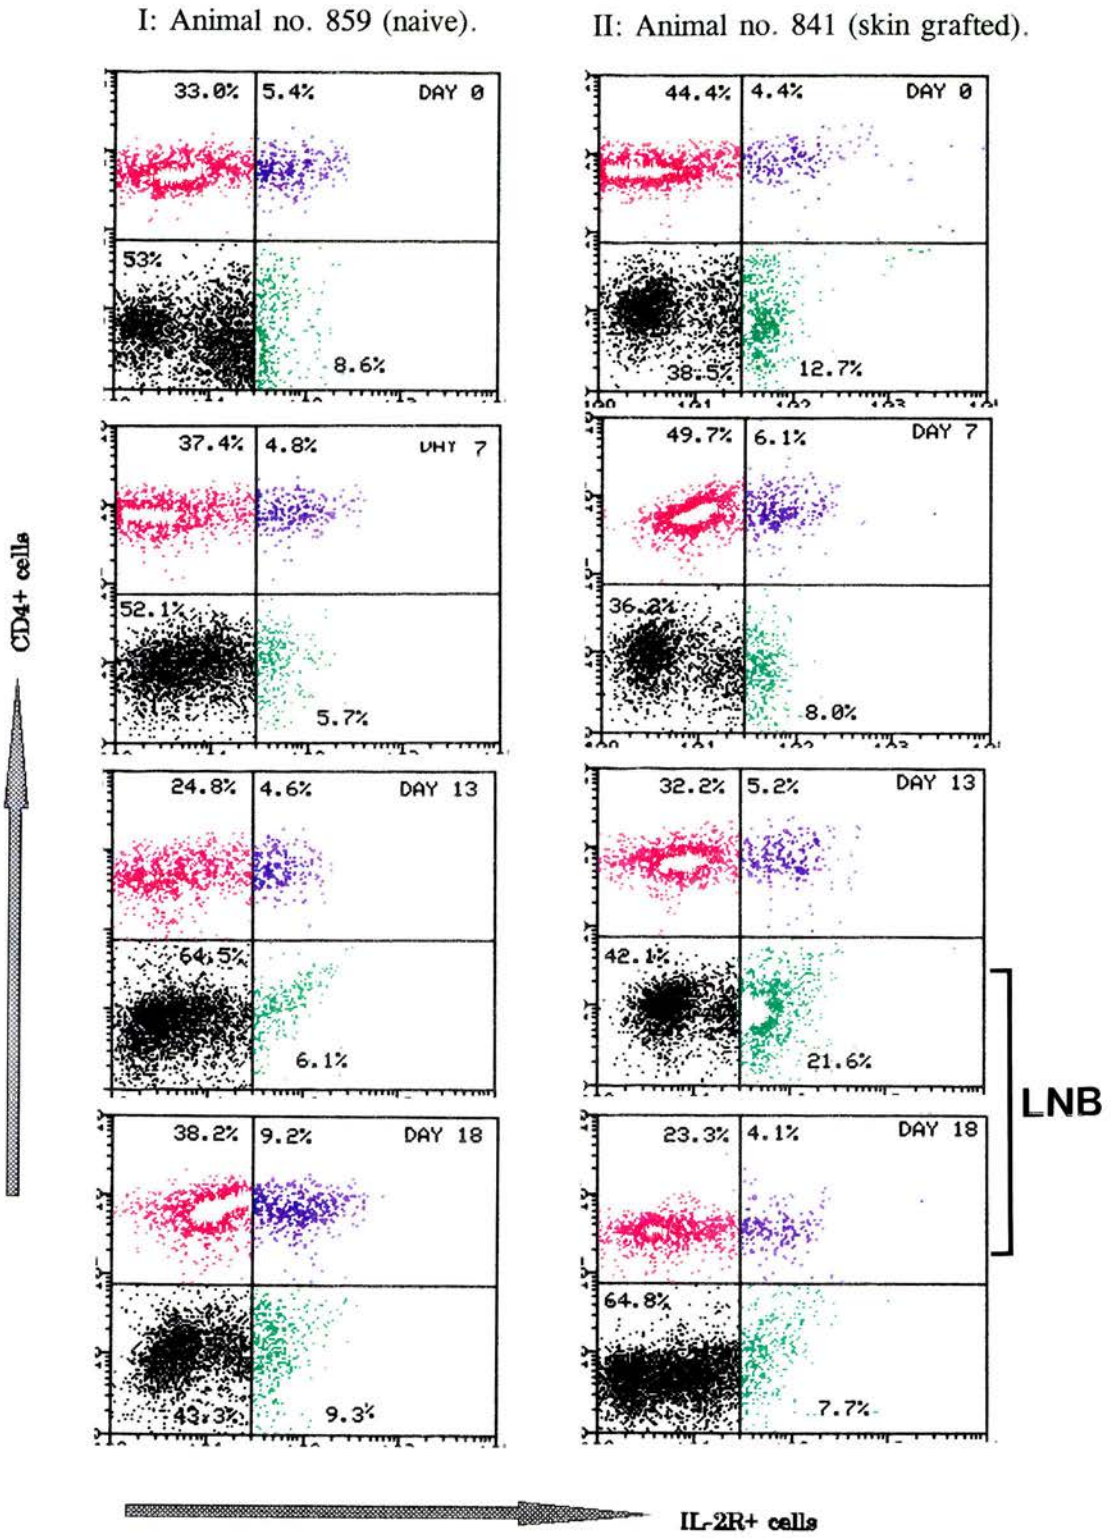 I: Animal no. 859 (naive).
II: Animal no. 841 (skin grafted).
33.0% 5.4% DAY 0
53%
8.6%
44.4% 4.4% DAY 0
38.5% 12.7%
37.4% 4.8% DAY 7
52.1%
5.7%
49.7% 6.1% DAY 7
36.2%
8.0%
24.8% 4.6% DAY 13
64.5%
6.1%
32.2% 5.2% DAY 13
42.1%
21.6%
38.2% 9.2% DAY 18
43.3% 9.3%
23.3% 4.1% DAY 18
64.8%
7.7%
LNB
CD4+ cells
IL-2R+ cells